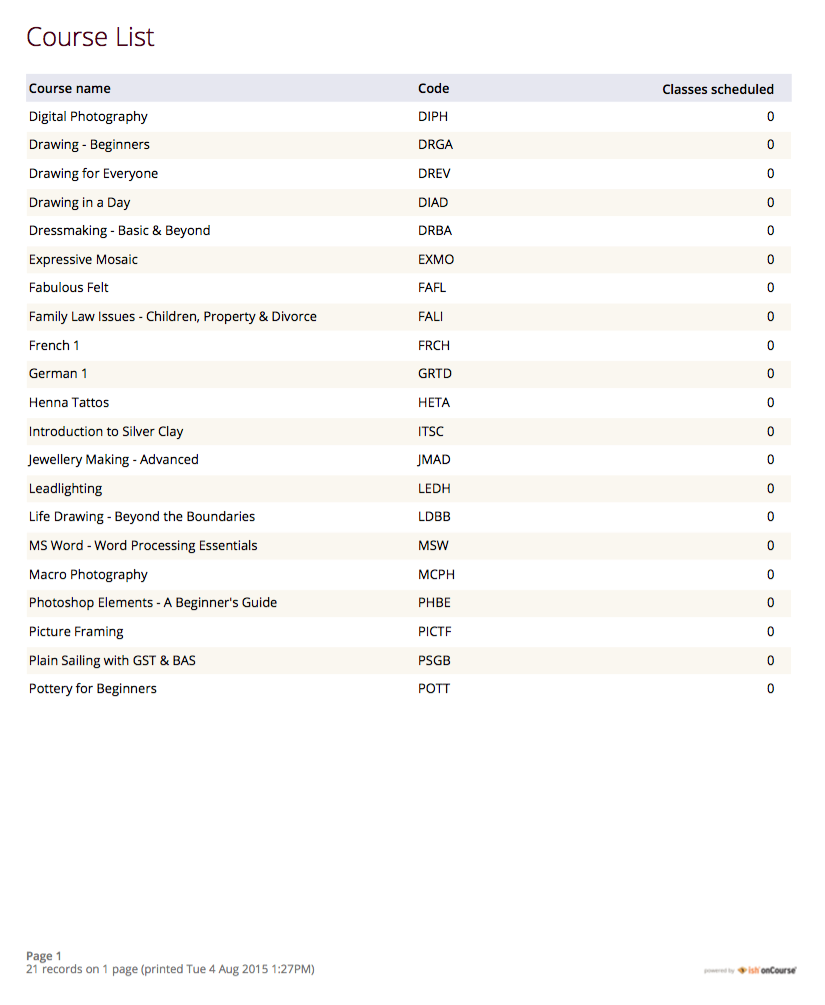 Course List
Course name Code Classes scheduled
Digital Photography DIPH 0
Drawing - Beginners DRGA 0
Drawing for Everyone DREV 0
Drawing in a Day DIAD 0
Dressmaking - Basic & Beyond DRBA 0
Expressive Mosaic EXMO 0
Fabulous Felt FAFL 0
Family Law Issues - Children, Property & Divorce FALI 0
French 1 FRCH 0
German 1 GRTD 0
Henna Tattos HETA 0
Introduction to Silver Clay ITSC 0
Jewellery Making - Advanced JMAD 0
Leadlighting LEDH 0
Life Drawing - Beyond the Boundaries LDBB 0
MS Word - Word Processing Essentials MSW 0
Macro Photography MCPH 0
Photoshop Elements - A Beginner's Guide PHBE 0
Picture Framing PICTF 0
Plain Sailing with GST & BAS PSGB 0
Pottery for Beginners POTT 0
Page 1
21 records on 1 page (printed Tue 4 Aug 2015 1:27PM)
powered by ish onCourse